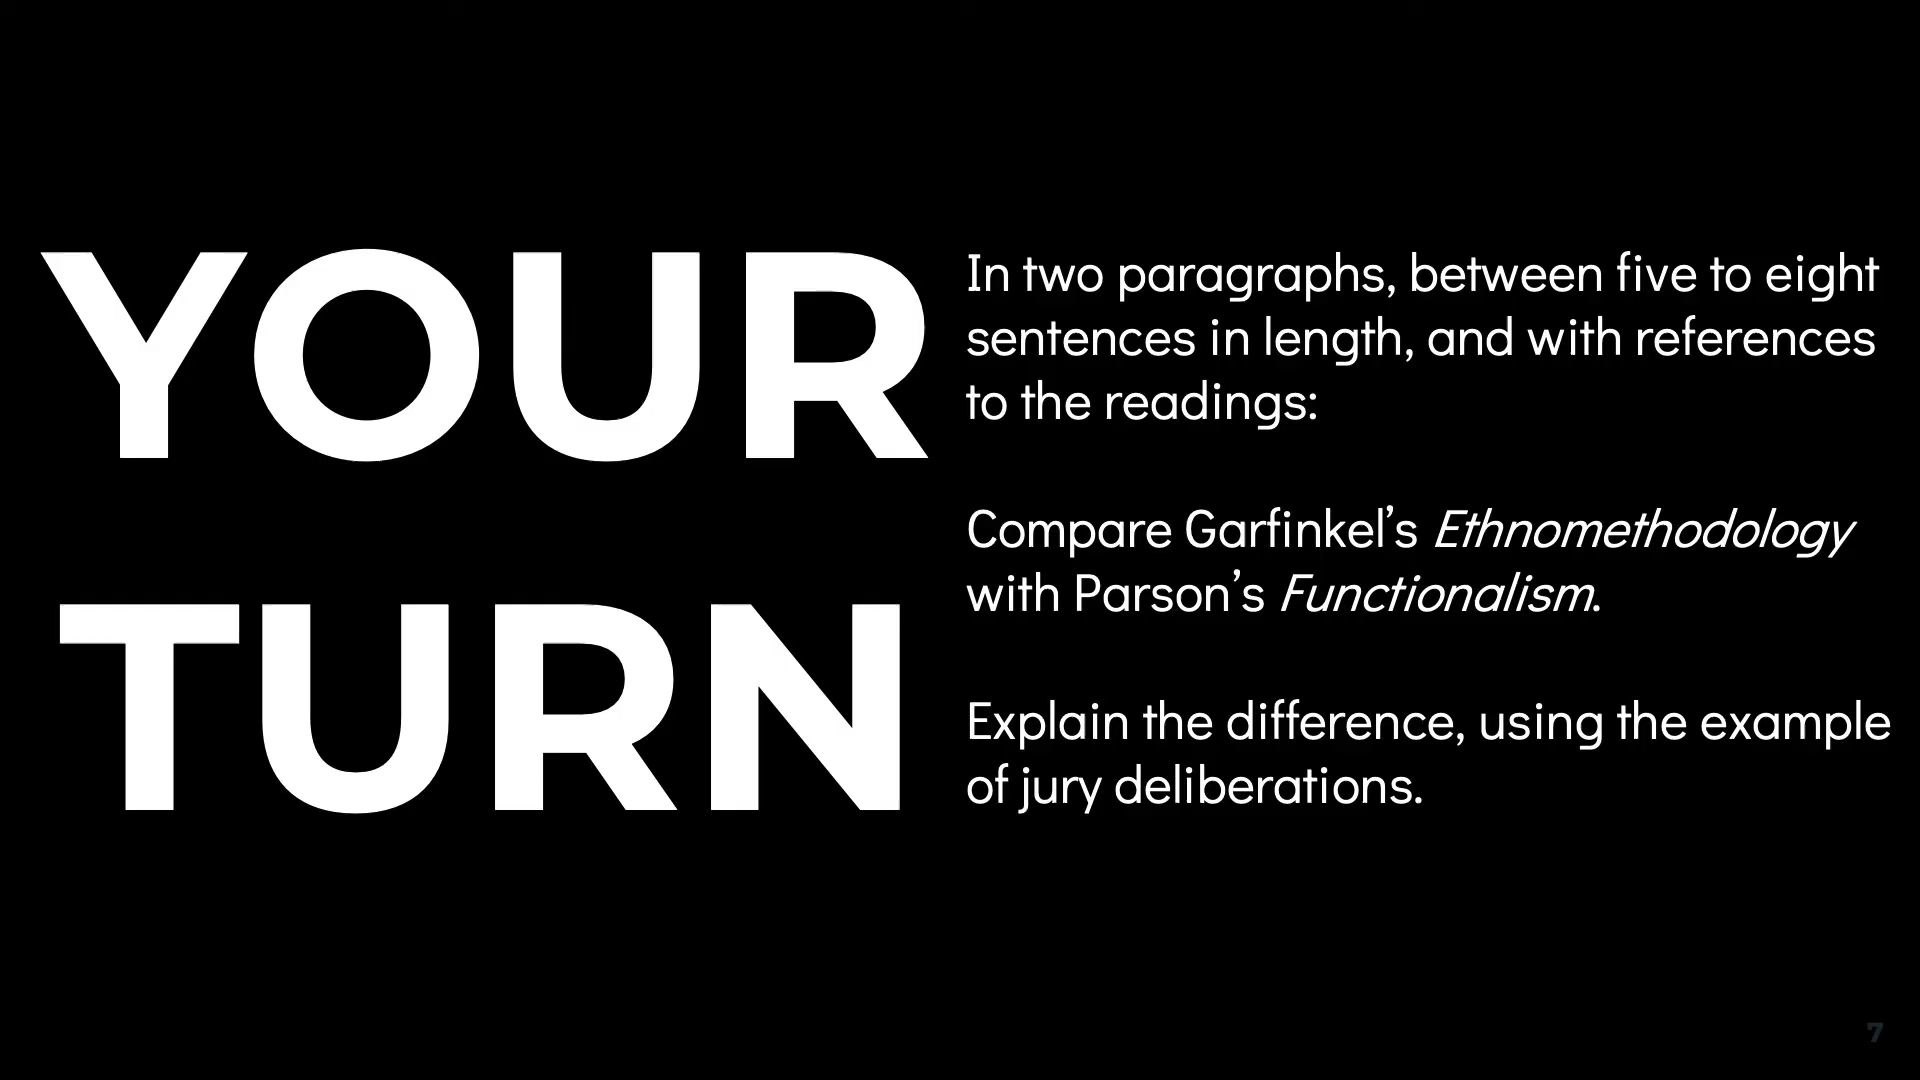 YOUR
TURN
In two paragraphs, between five to eight
sentences in length, and with references
to the readings:
Compare Garfinkel’s Ethnomethodology
with Parson’s Functionalism.
Explain the difference, using the example
of jury deliberations.
7